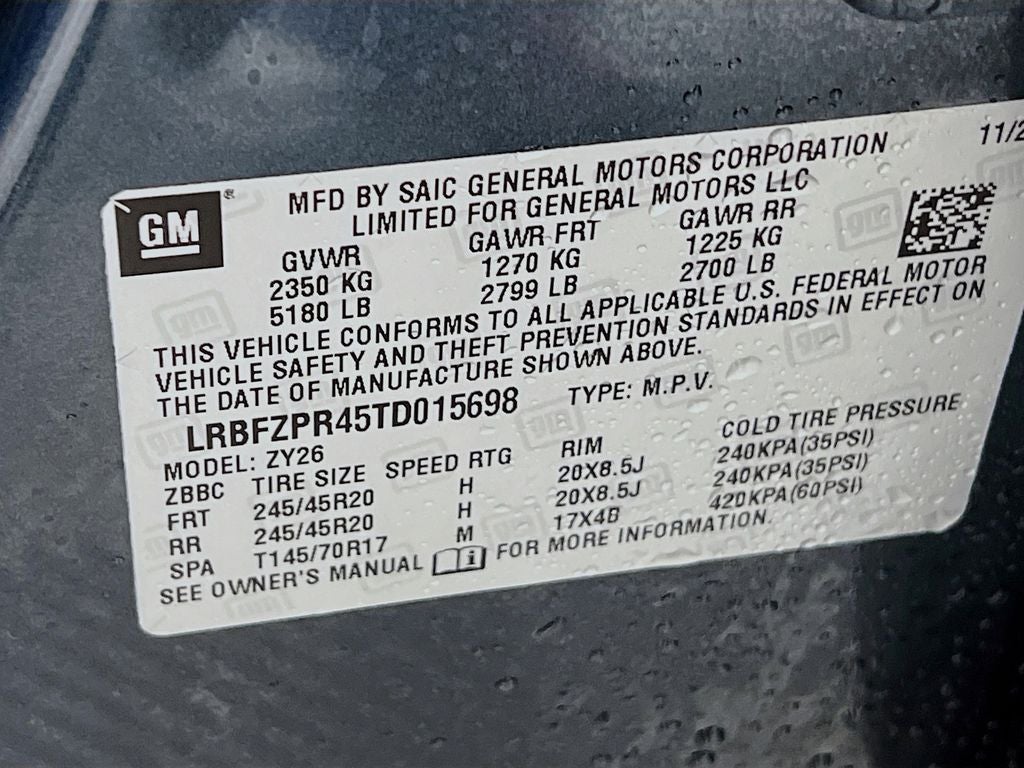 GM ®
MFD BY SAIC GENERAL MOTORS CORPORATION 11/2
LIMITED FOR GENERAL MOTORS LLC
GVWR GAWR FRT GAWR RR
2350 KG 1270 KG 1225 KG
5180 LB 2799 LB 2700 LB
THIS VEHICLE CONFORMS TO ALL APPLICABLE U.S. FEDERAL MOTOR
VEHICLE SAFETY AND THEFT PREVENTION STANDARDS IN EFFECT ON
THE DATE OF MANUFACTURE SHOWN ABOVE.
LRBFZPR45TD015698 TYPE: M.P.V.
MODEL: ZY26
ZBBC TIRE SIZE SPEED RTG RIM COLD TIRE PRESSURE
FRT 245/45R20 H 20X8.5J 240KPA(35PSI)
RR 245/45R20 H 20X8.5J 240KPA(35PSI)
SPA T145/70R17 M 17X4B 420KPA(60PSI)
SEE OWNER'S MANUAL i FOR MORE INFORMATION.